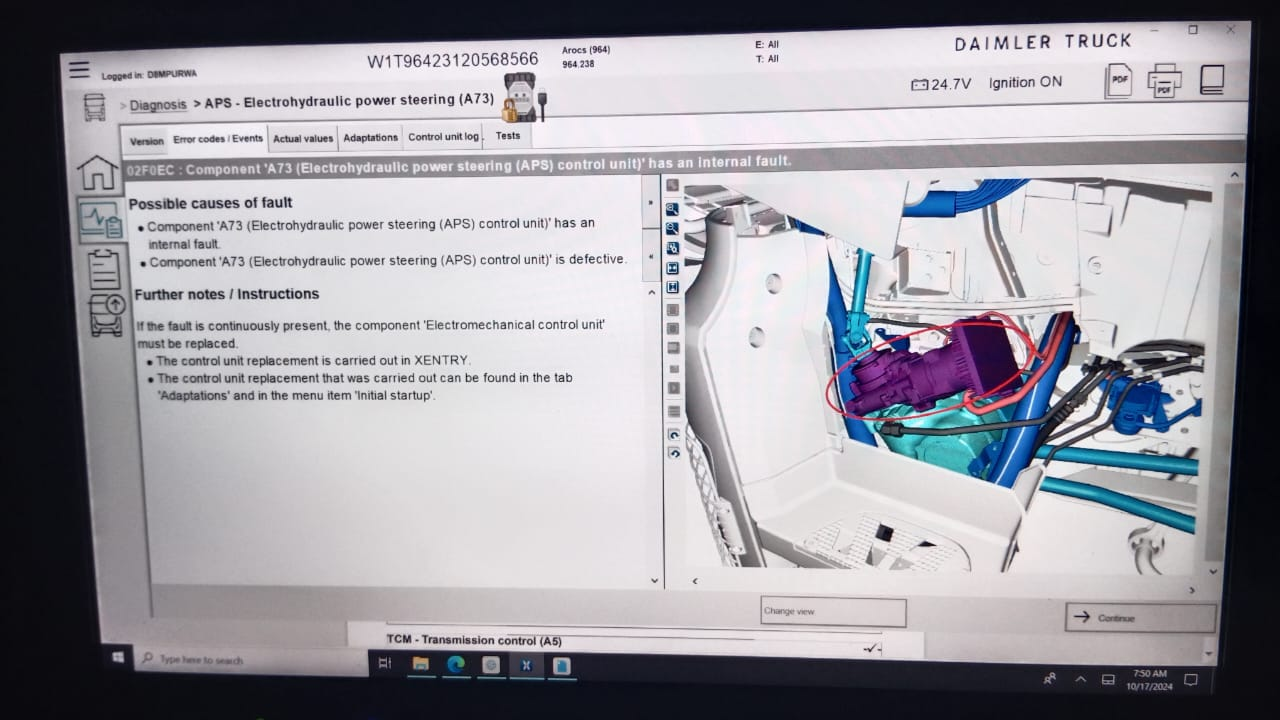 W1T96423120568566
Arocs (964)
964.238
E: All
T: All
DAIMLER TRUCK
Logged in: DBMPURWA
24.7V Ignition ON
PDF
PDF
> Diagnosis > APS - Electrohydraulic power steering (A73)
Version Error codes / Events Actual values Adaptations Control unit log Tests
02F0EC : Component 'A73 (Electrohydraulic power steering (APS) control unit)' has an internal fault.
Possible causes of fault
• Component 'A73 (Electrohydraulic power steering (APS) control unit)' has an
internal fault.
• Component 'A73 (Electrohydraulic power steering (APS) control unit)' is defective.
Further notes / Instructions
If the fault is continuously present, the component 'Electromechanical control unit'
must be replaced.
• The control unit replacement is carried out in XENTRY.
• The control unit replacement that was carried out can be found in the tab
'Adaptations' and in the menu item 'Initial startup'.
Change view
Continue
TCM - Transmission control (A5)
Type here to search
7:50 AM
10/17/2024